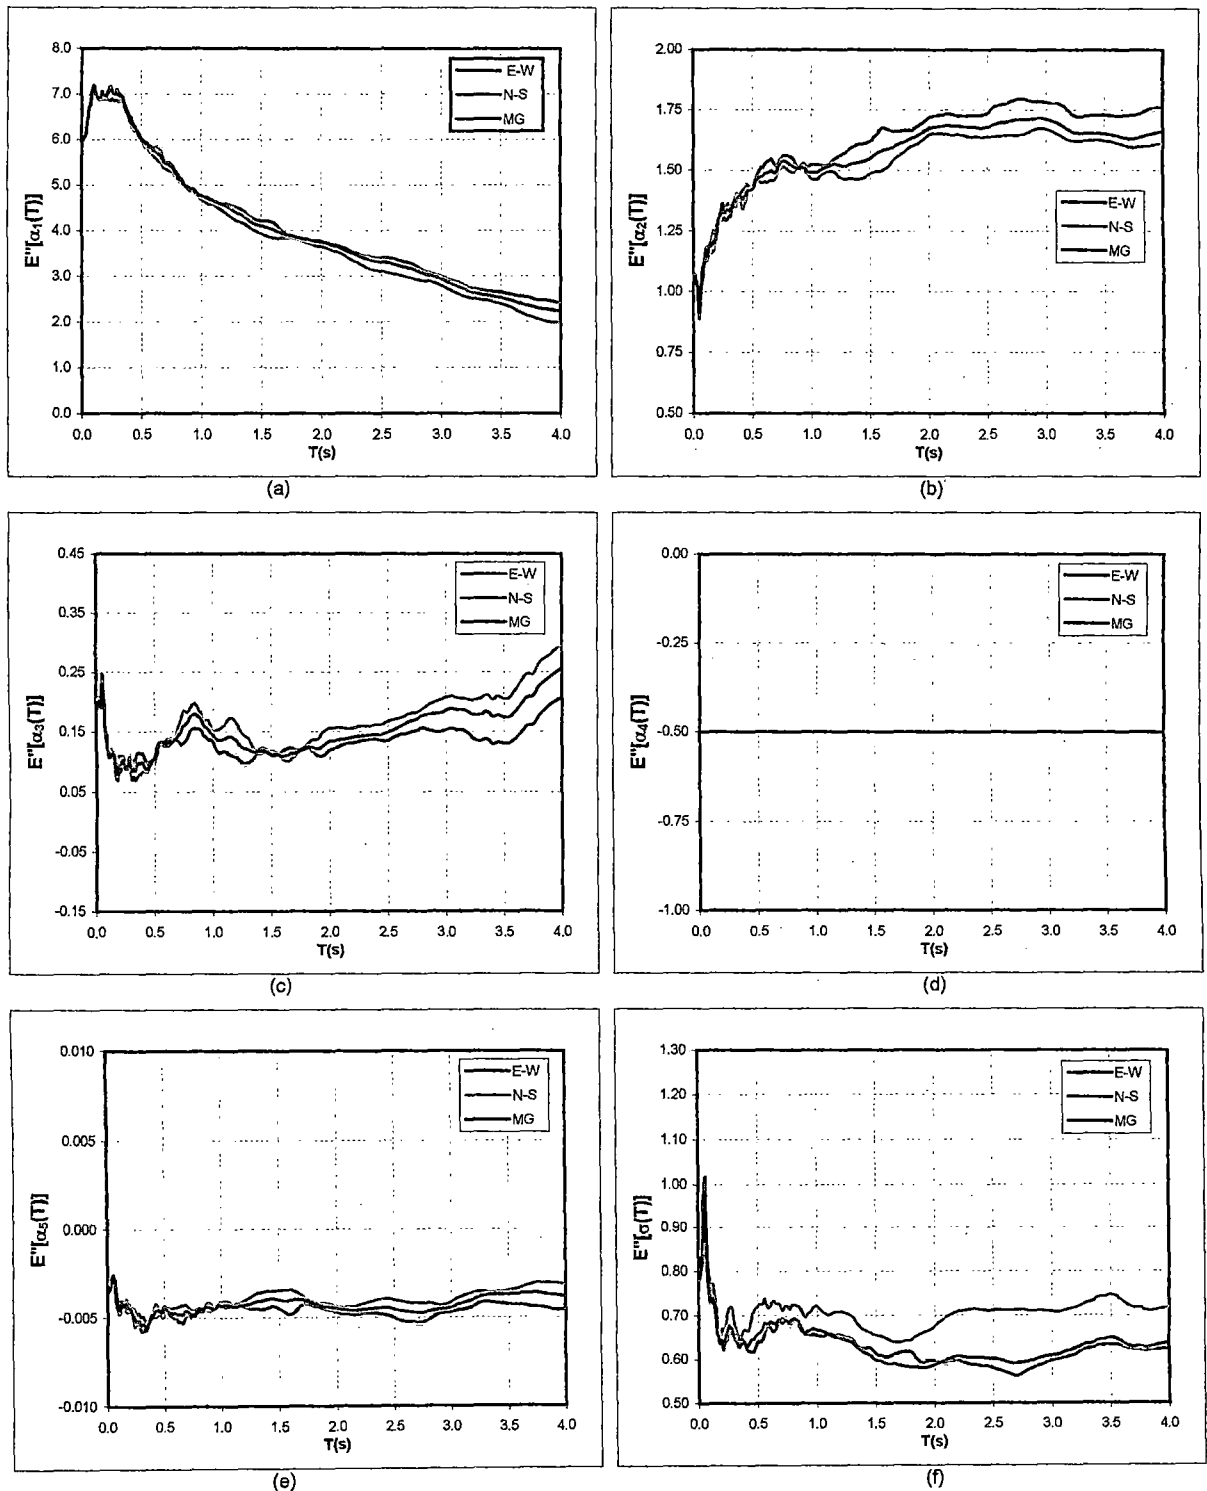 8.0
7.0
6.0
5.0
4.0
3.0
2.0
1.0
0.0
E"[α₁(T)]
E-W
N-S
MG
0.0 0.5 1.0 1.5 2.0 2.5 3.0 3.5 4.0
T(s)
(a)
2.00
1.75
1.50
1.25
1.00
0.75
0.50
E"[α₂(T)]
E-W
N-S
MG
0.0 0.5 1.0 1.5 2.0 2.5 3.0 3.5 4.0
T(s)
(b)
0.45
0.35
0.25
0.15
0.05
-0.05
-0.15
E"[α₃(T)]
E-W
N-S
MG
0.0 0.5 1.0 1.5 2.0 2.5 3.0 3.5 4.0
T(s)
(c)
0.00
-0.25
-0.50
-0.75
-1.00
E"[α₄(T)]
E-W
N-S
MG
0.0 0.5 1.0 1.5 2.0 2.5 3.0 3.5 4.0
T(s)
(d)
0.010
0.005
0.000
-0.005
-0.010
E"[α₅(T)]
E-W
N-S
MG
0.0 0.5 1.0 1.5 2.0 2.5 3.0 3.5 4.0
T(s)
(e)
1.30
1.20
1.10
1.00
0.90
0.80
0.70
0.60
0.50
E"[σ(T)]
E-W
N-S
MG
0.0 0.5 1.0 1.5 2.0 2.5 3.0 3.5 4.0
T(s)
(f)